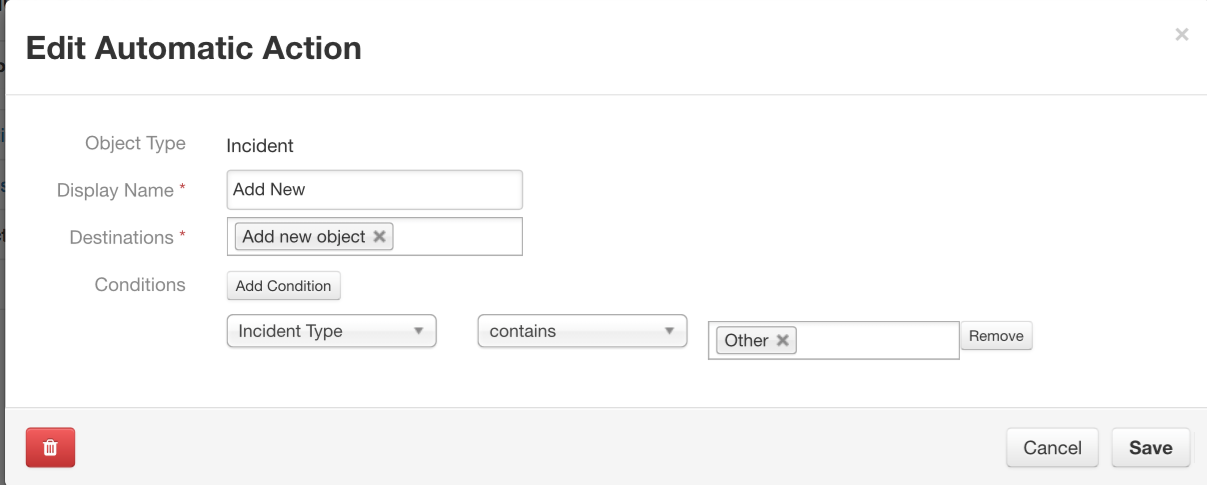 Edit Automatic Action
×
Object Type Incident
Display Name * Add New
Destinations * Add new object ×
Conditions Add Condition
Incident Type contains Other × Remove
Cancel Save